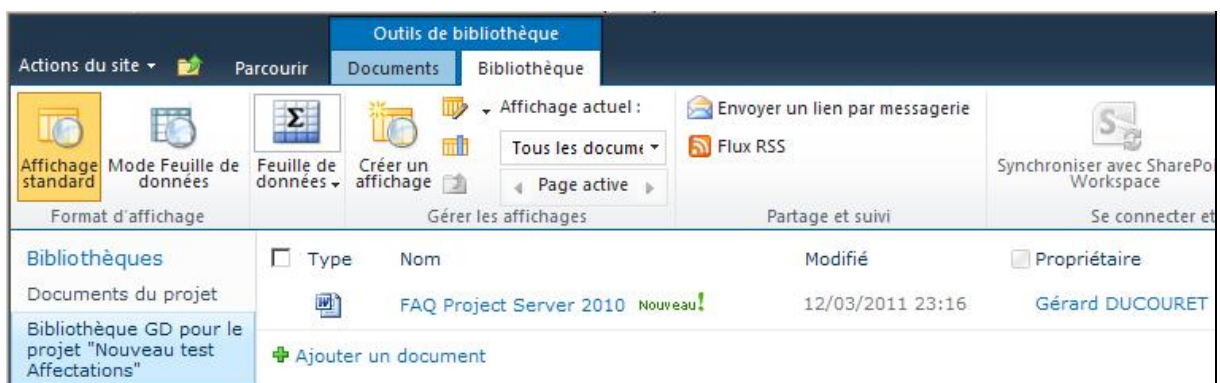 Outils de bibliothèque
Actions du site Parcourir Documents Bibliothèque
Affichage standard
Mode Feuille de données
Feuille de données
Créer un affichage
Affichage actuel :
Tous les docume
Page active
Envoyer un lien par messagerie
Flux RSS
Synchroniser avec SharePoi
Workspace
Format d'affichage
Gérer les affichages
Partage et suivi
Se connecter et
Bibliothèques
Documents du projet
Bibliothèque GD pour le
projet "Nouveau test
Affectations"
Type Nom Modifié Propriétaire
FAQ Project Server 2010 Nouveau! 12/03/2011 23:16 Gérard DUCOURET
Ajouter un document